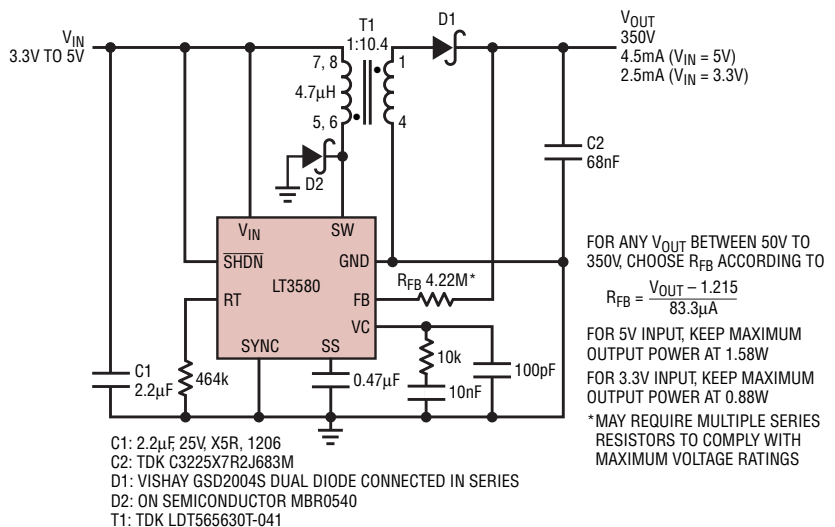 D1
T1
1:10.4
VIN
3.3V TO 5V
VOUT
350V
4.5mA (VIN = 5V)
2.5mA (VIN = 3.3V)
7, 8
1
4.7µH
5, 6
4
C2
68nF
D2
VIN
SW
SHDN
GND
LT3580
RFB 4.22M*
RT
FB
VC
SYNC
SS
C1
2.2µF
464k
0.47µF
10k
10nF
100pF
FOR ANY VOUT BETWEEN 50V TO
350V, CHOOSE RFB ACCORDING TO
RFB = VOUT – 1.215
83.3µA
FOR 5V INPUT, KEEP MAXIMUM
OUTPUT POWER AT 1.58W
FOR 3.3V INPUT, KEEP MAXIMUM
OUTPUT POWER AT 0.88W
*MAY REQUIRE MULTIPLE SERIES
RESISTORS TO COMPLY WITH
MAXIMUM VOLTAGE RATINGS
C1: 2.2µF, 25V, X5R, 1206
C2: TDK C3225X7R2J683M
D1: VISHAY GSD2004S DUAL DIODE CONNECTED IN SERIES
D2: ON SEMICONDUCTOR MBR0540
T1: TDK LDT565630T-041